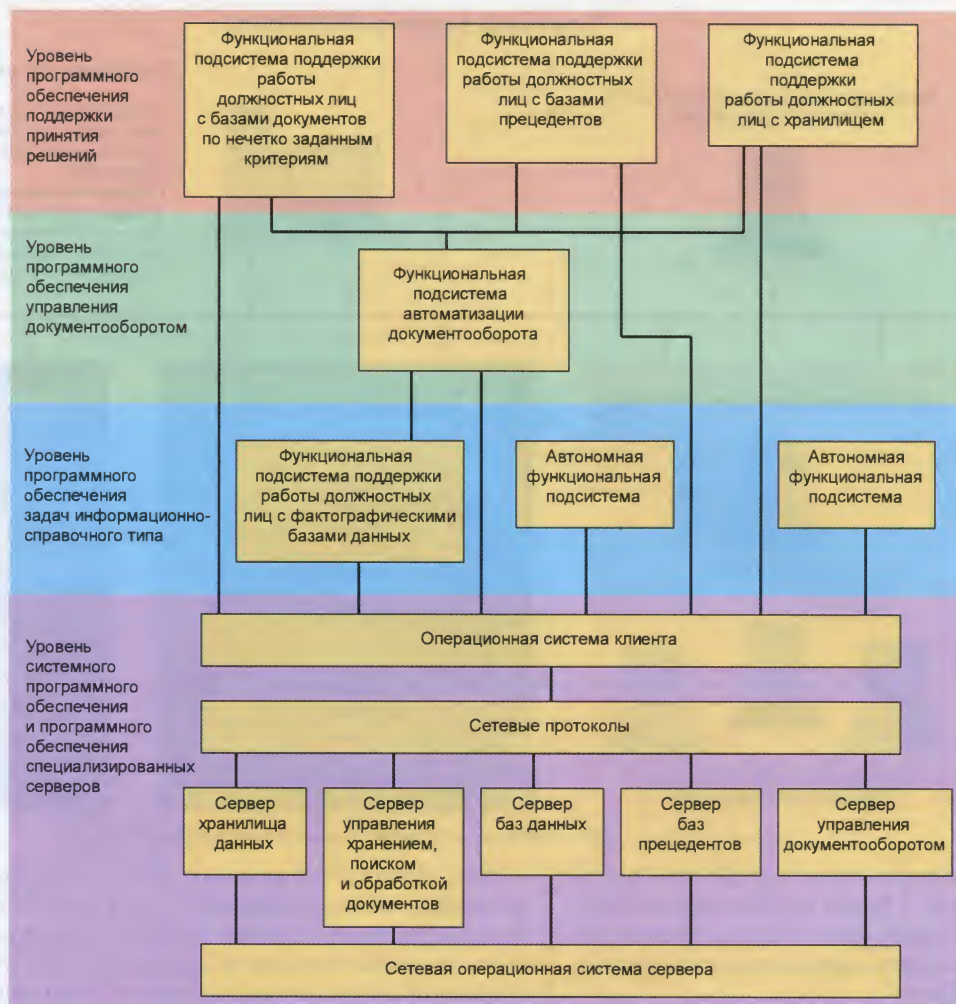 Уровень
программного
обеспечения
поддержки
принятия
решений
Функциональная
подсистема поддержки
работы
должностных лиц
с базами документов
по нечетко заданным
критериям
Функциональная
подсистема поддержки
работы должностных
лиц с базами
прецедентов
Функциональная
подсистема
поддержки
работы должностных
лиц с хранилищем
Уровень
программного
обеспечения
управления
документооборотом
Функциональная
подсистема
автоматизации
документооборота
Уровень
программного
обеспечения
задач информационно-
справочного типа
Функциональная
подсистема поддержки
работы должностных
лиц с фактографическими
базами данных
Автономная
функциональная
подсистема
Автономная
функциональная
подсистема
Уровень
системного
программного
обеспечения
и программного
обеспечения
специализированных
серверов
Операционная система клиента
Сетевые протоколы
Сервер
хранилища
данных
Сервер
управления
хранением,
поиском
и обработкой
документов
Сервер
баз данных
Сервер
баз
прецедентов
Сервер
управления
документооборотом
Сетевая операционная система сервера